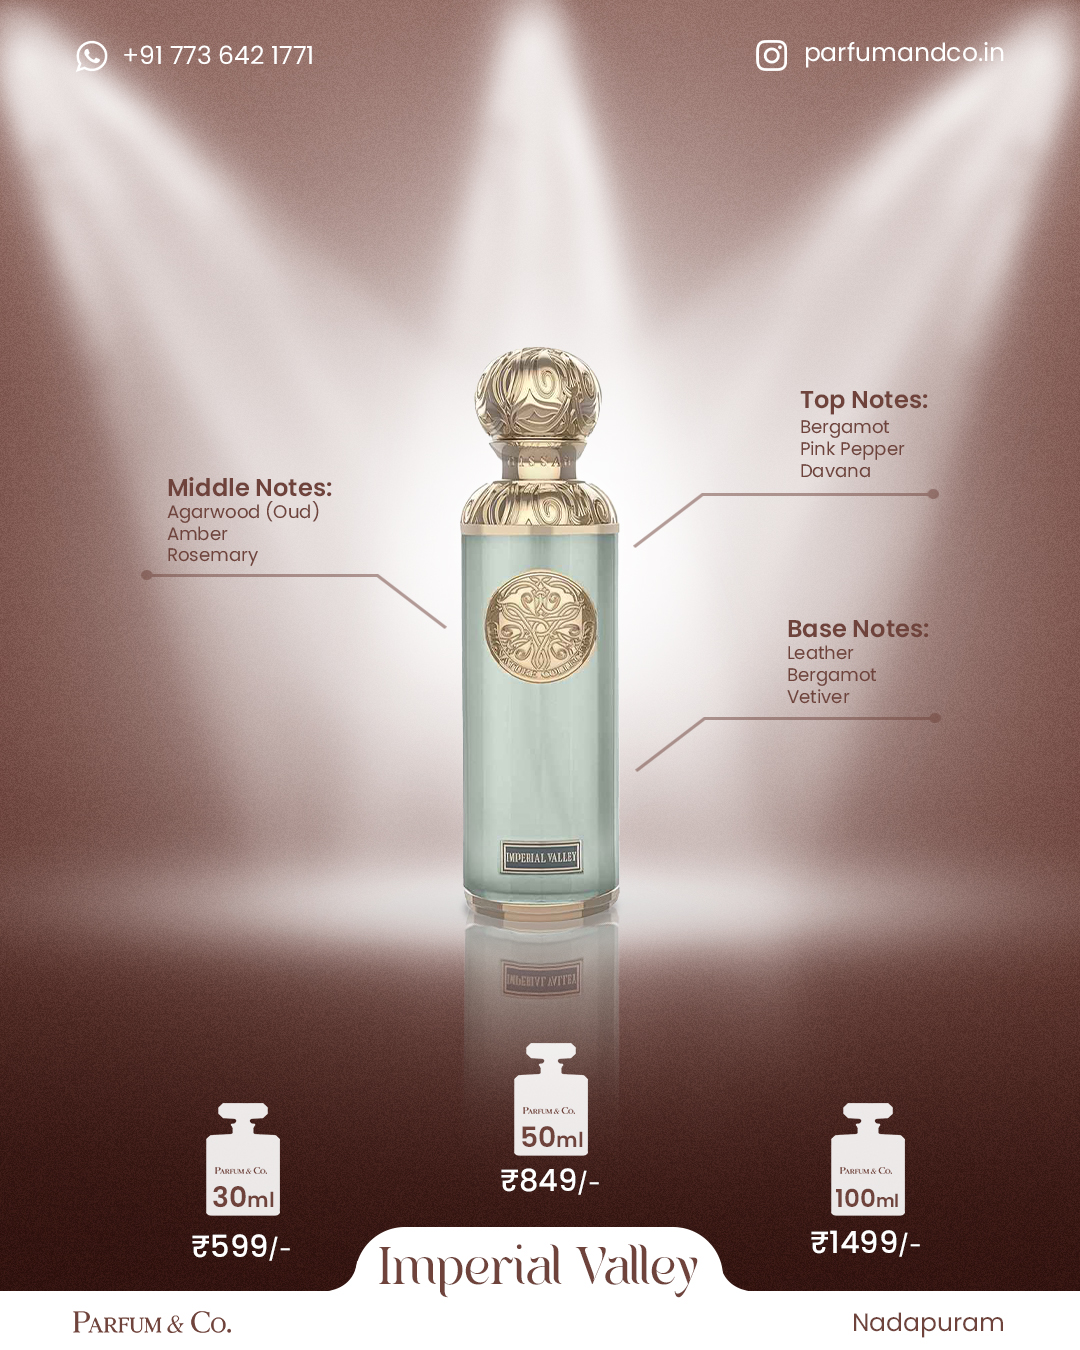 +91 773 642 1771
parfumandco.in
Top Notes:
Bergamot
Pink Pepper
Davana
Middle Notes:
Agarwood (Oud)
Amber
Rosemary
Base Notes:
Leather
Bergamot
Vetiver
IMPERIAL VALLEY
PARFUM & CO.
50ml
₹849/-
PARFUM & CO.
30ml
₹599/-
PARFUM & CO.
100ml
₹1499/-
Imperial Valley
PARFUM & CO.
Nadapuram